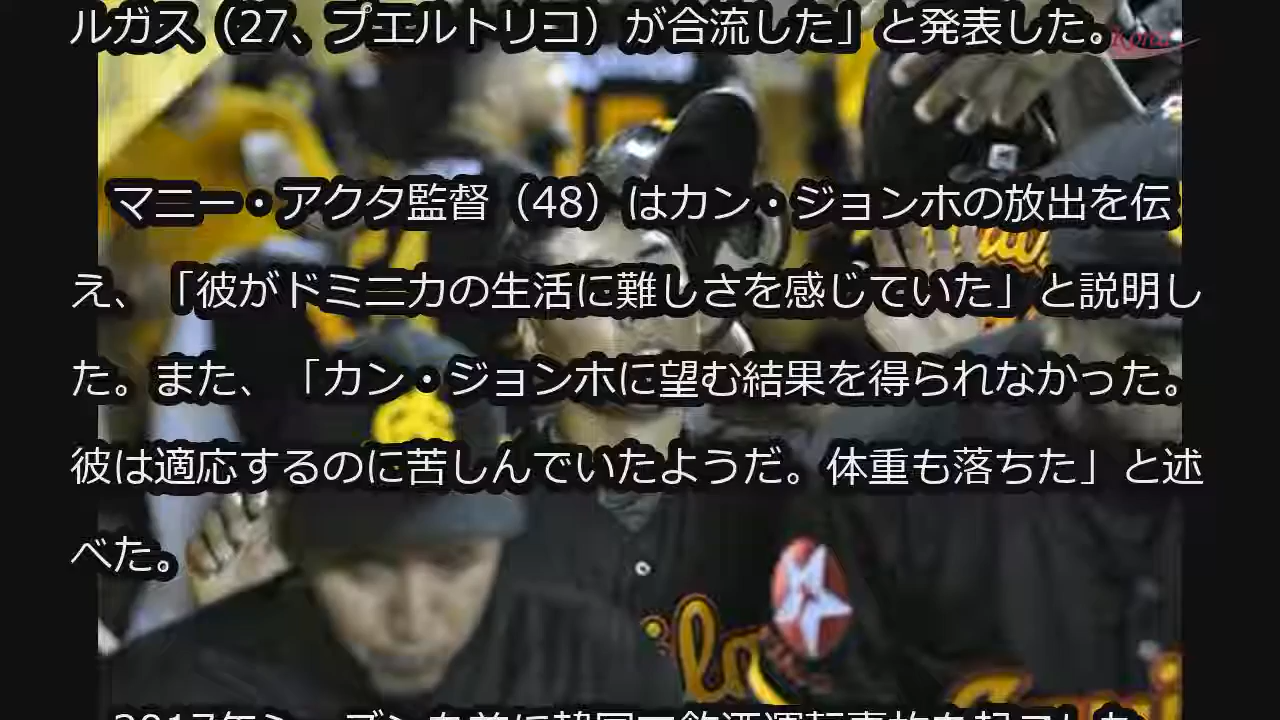 ルガス（27、プエルトリコ）が合流した」と発表した。
Korea
マニー・アクタ監督（48）はカン・ジョンホの放出を伝
え、「彼がドミニカの生活に難しさを感じていた」と説明し
た。また、「カン・ジョンホに望む結果を得られなかった。
彼は適応するのに苦しんでいたようだ。体重も落ちた」と述
べた。